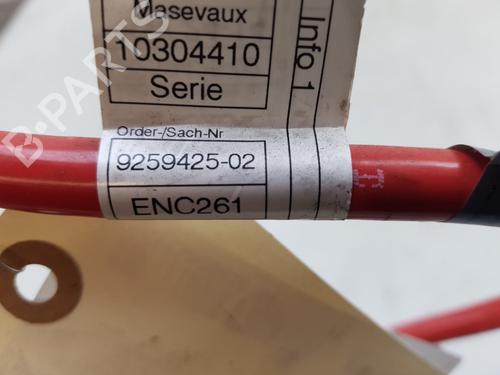 Masevaux
10304410
Serie
Info 1
Order-/Sach-Nr
9259425-02
ENC261
B-PARTS